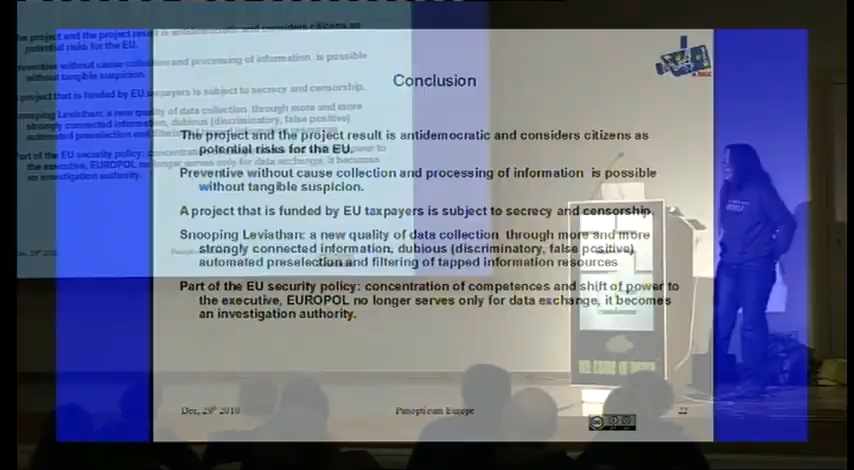 Conclusion
The project and the project result is antidemocratic and considers citizens as
potential risks for the EU.
Preventive without cause collection and processing of information is possible
without tangible suspicion.
A project that is funded by EU taxpayers is subject to secrecy and censorship.
Snooping Leviathan: a new quality of data collection through more and more
strongly connected information, dubious (discriminatory, false positive)
automated preselection and filtering of tapped information resources
Part of the EU security policy: concentration of competences and shift of power to
the executive, EUROPOL no longer serves only for data exchange, it becomes
an investigation authority.
Dec, 29th 2010
Panopticum Europe
22